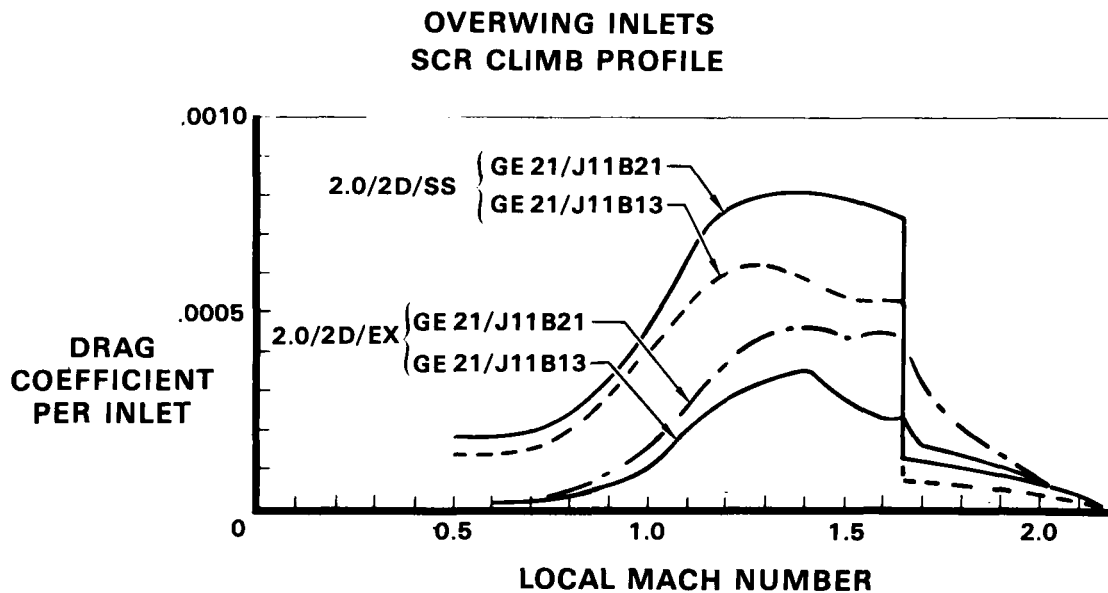 OVERWING INLETS
SCR CLIMB PROFILE
.0010
GE 21/J11B21
2.0/2D/SS
GE 21/J11B13
.0005
GE 21/J11B21
2.0/2D/EX
GE 21/J11B13
DRAG
COEFFICIENT
PER INLET
0 0.5 1.0 1.5 2.0
LOCAL MACH NUMBER